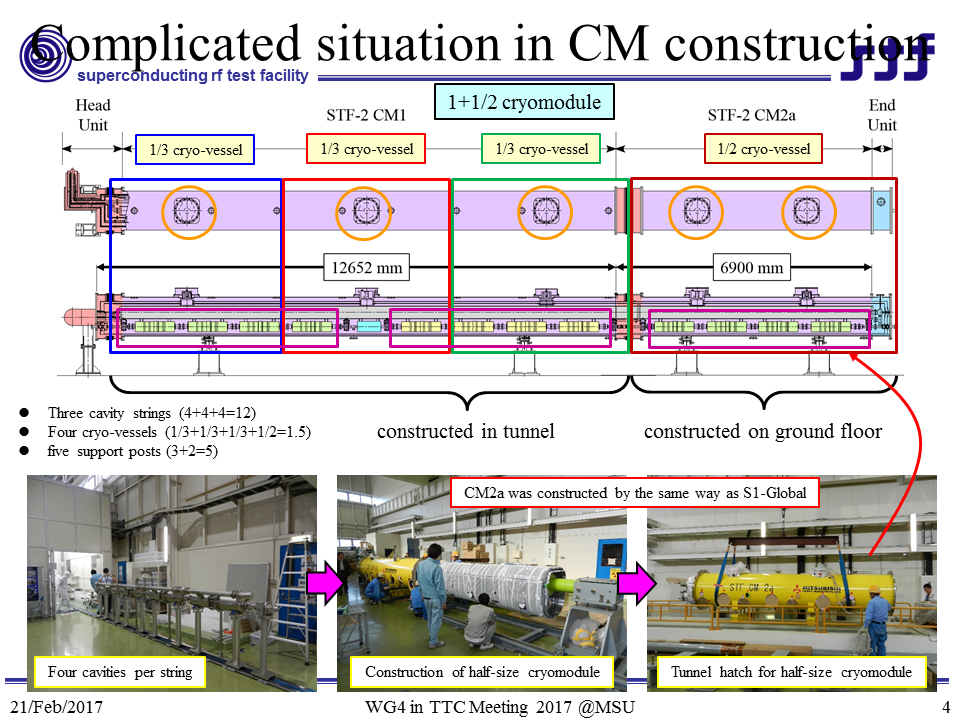 Complicated situation in CM construction
superconducting rf test facility
Head
Unit
STF-2 CM1
1+1/2 cryomodule
STF-2 CM2a
End
Unit
1/3 cryo-vessel
1/3 cryo-vessel
1/3 cryo-vessel
1/2 cryo-vessel
12652 mm
6900 mm
● Three cavity strings (4+4+4=12)
● Four cryo-vessels (1/3+1/3+1/3+1/2=1.5)
● five support posts (3+2=5)
constructed in tunnel
constructed on ground floor
CM2a was constructed by the same way as S1-Global
STF CM 2a
MITSUBISHI
Four cavities per string
Construction of half-size cryomodule
Tunnel hatch for half-size cryomodule
21/Feb/2017
WG4 in TTC Meeting 2017 @MSU
4